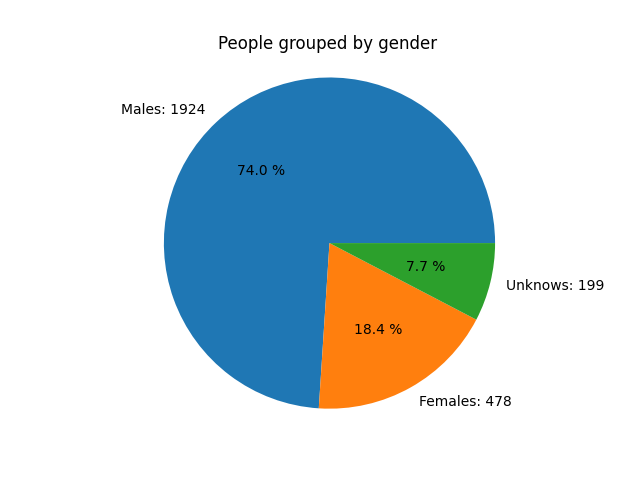 People grouped by gender
Males: 1924
74.0 %
7.7 %
Unknows: 199
18.4 %
Females: 478